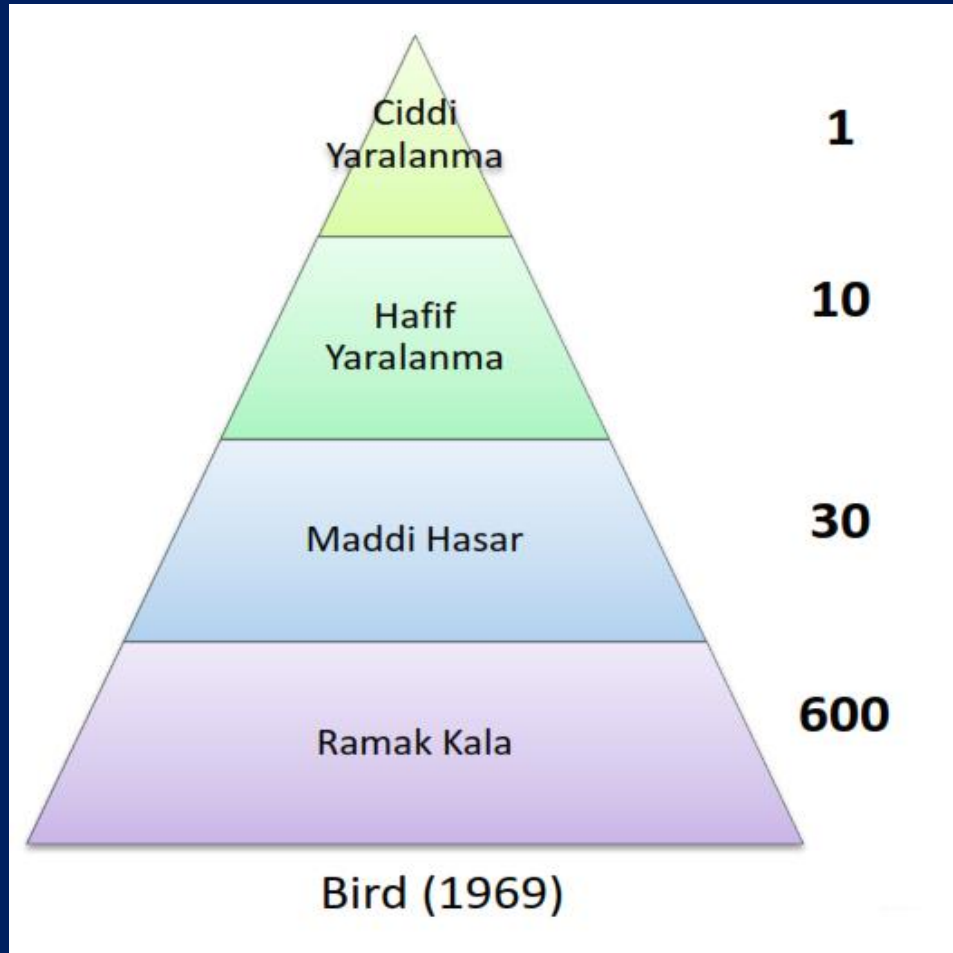 Ciddi
Yaralanma
1
Hafif
Yaralanma
10
Maddi Hasar
30
Ramak Kala
600
Bird (1969)